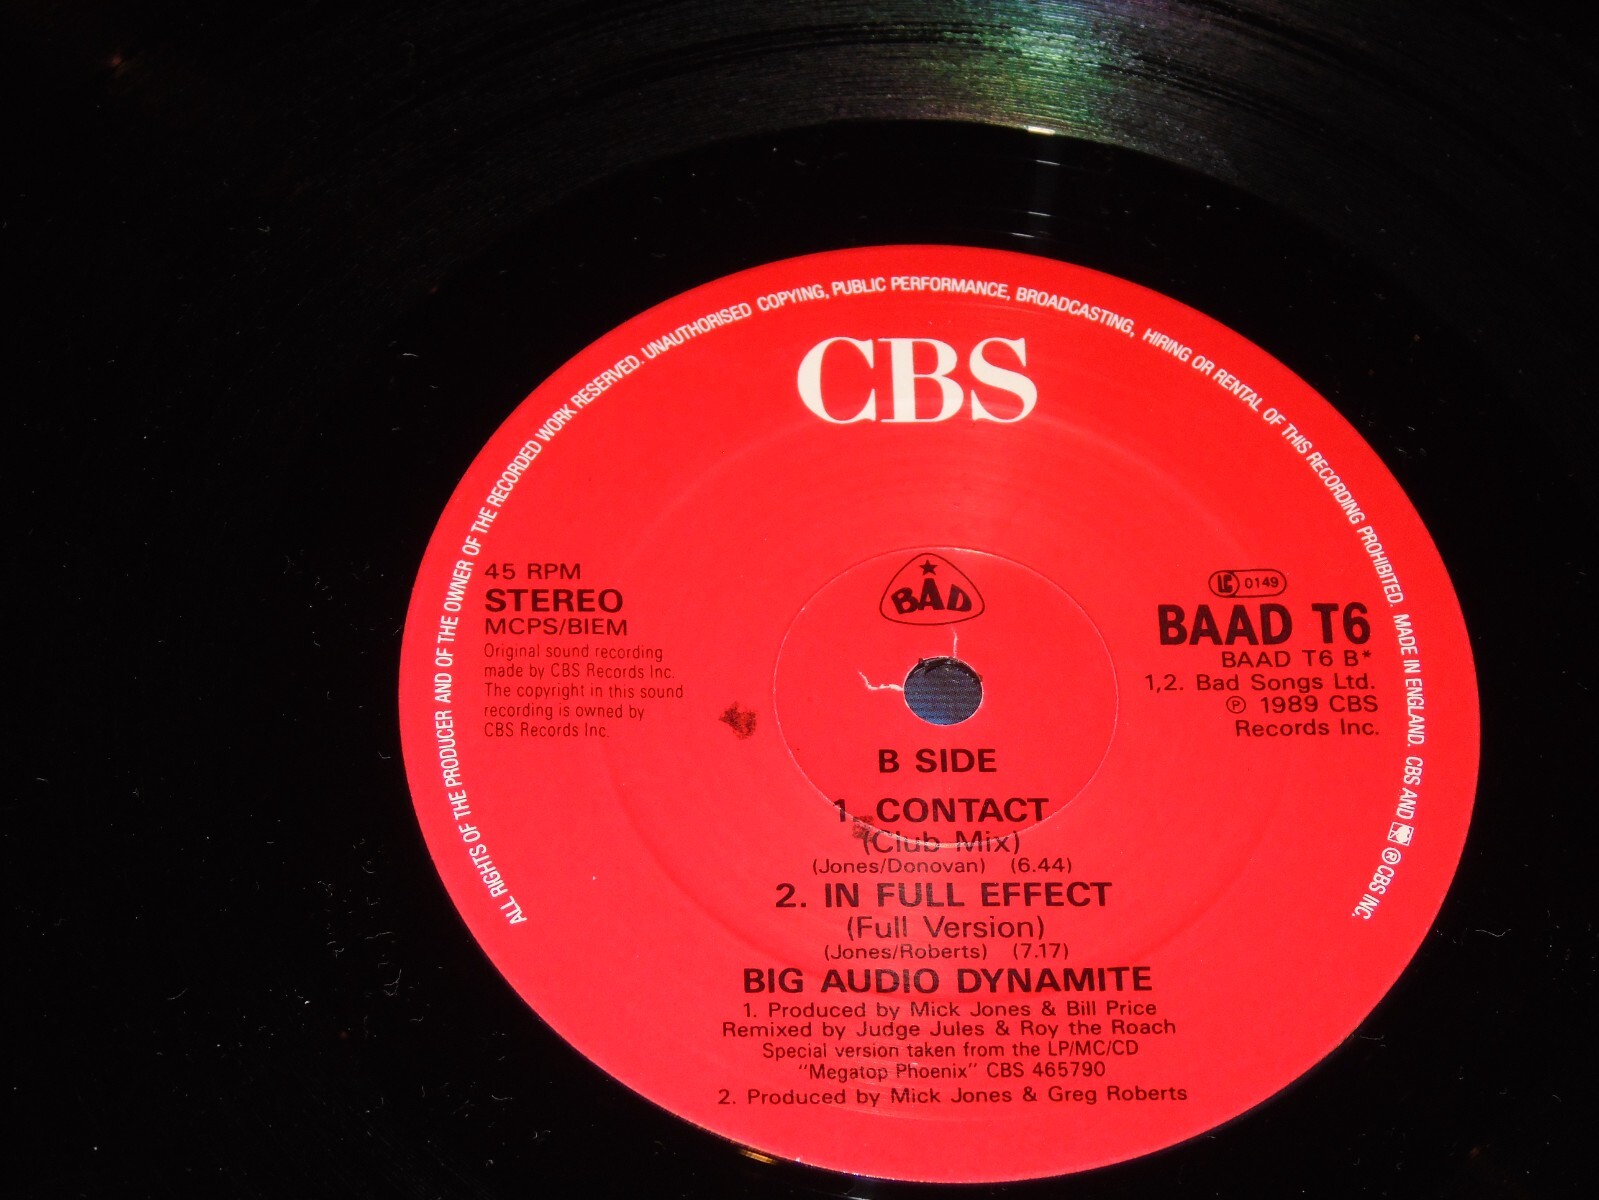 ALL RIGHTS OF THE PRODUCER AND OF THE OWNER OF THE RECORDED WORK RESERVED. UNAUTHORISED COPYING, PUBLIC PERFORMANCE, BROADCASTING, HIRING OR RENTAL OF THIS RECORDING PROHIBITED. MADE IN ENGLAND. CBS AND ® CBS INC.
CBS
BAD
45 RPM
STEREO
MCPS/BIEM
Original sound recording
made by CBS Records Inc.
The copyright in this sound
recording is owned by
CBS Records Inc.
LC 0149
BAAD T6
BAAD T6 B*
1,2. Bad Songs Ltd.
℗ 1989 CBS
Records Inc.
B SIDE
1. CONTACT
(Club Mix)
(Jones/Donovan) (6.44)
2. IN FULL EFFECT
(Full Version)
(Jones/Roberts) (7.17)
BIG AUDIO DYNAMITE
1. Produced by Mick Jones & Bill Price
Remixed by Judge Jules & Roy the Roach
Special version taken from the LP/MC/CD
"Megatop Phoenix" CBS 465790
2. Produced by Mick Jones & Greg Roberts